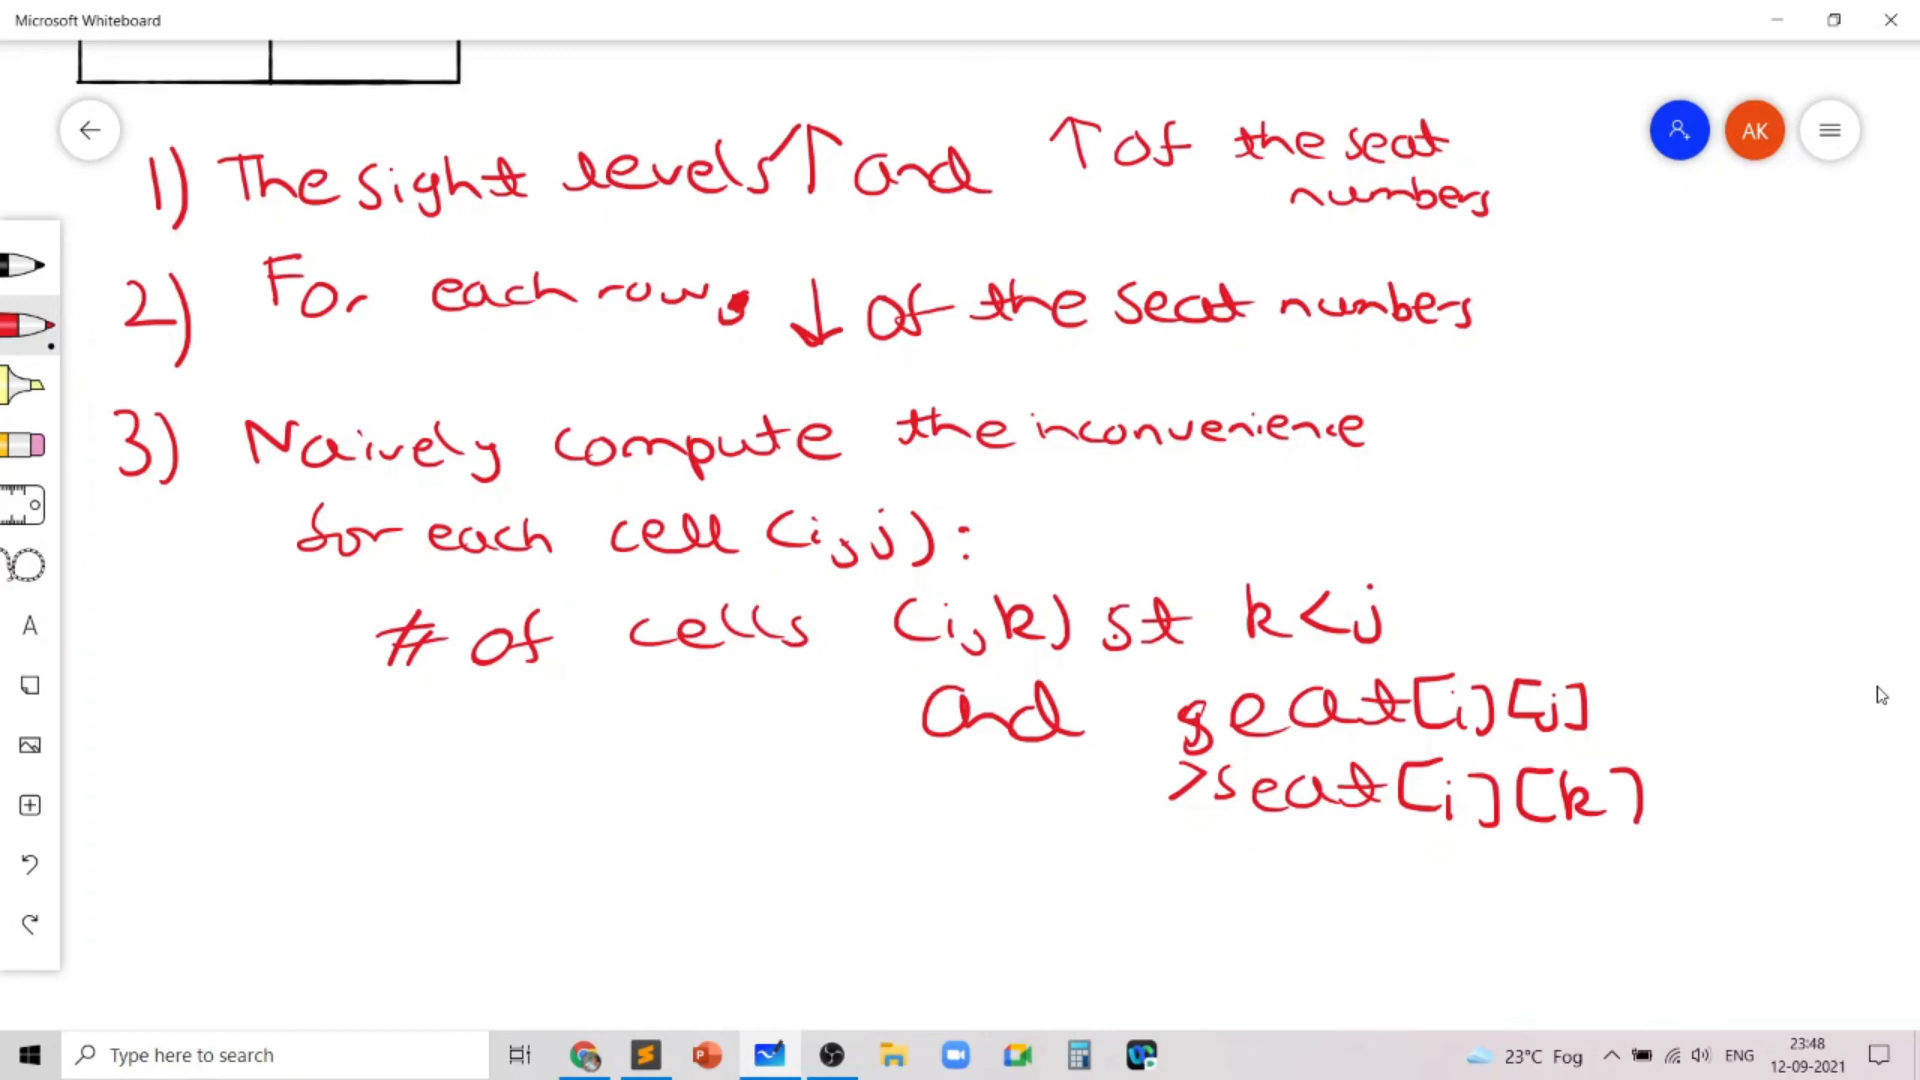 Microsoft Whiteboard
AK
1) The sight levels ↑ and ↑ of the seat
numbers
2) For each row, ↓ of the seat numbers
3) Naively compute the inconvenience
for each cell (i,j):
# of cells (i,k) st k<j
and seat[i][j]
>seat[i][k]
A
Type here to search
23°C Fog
ENG
23:48
12-09-2021